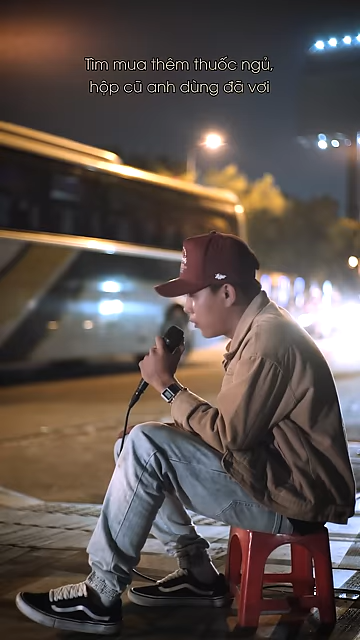 Tìm mua thêm thuốc ngủ,
hộp cũ anh dùng đã vơi